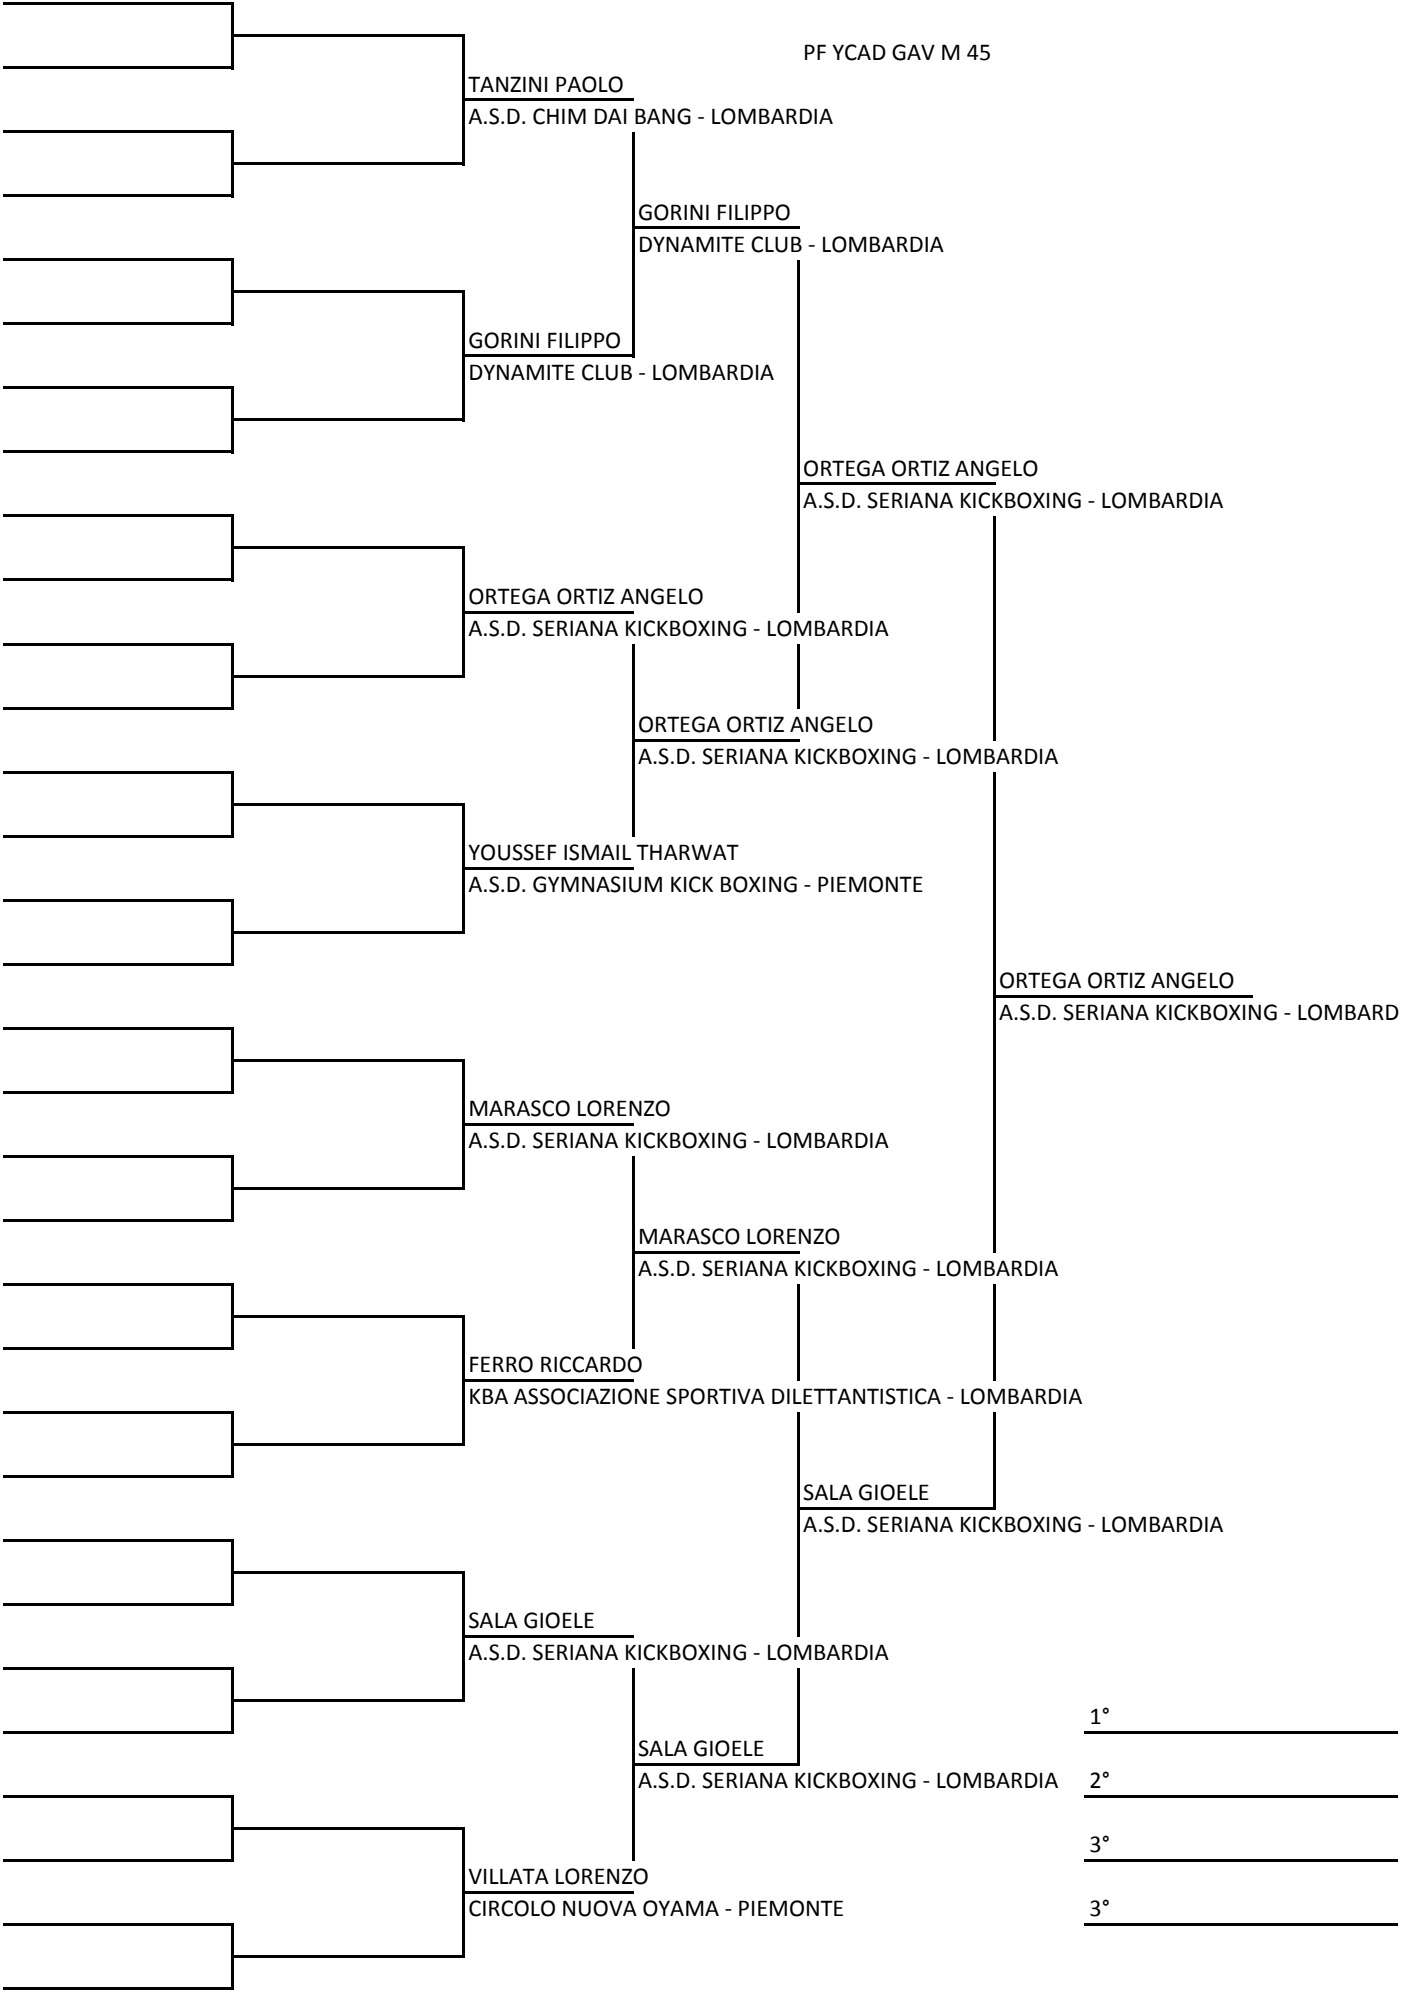 PF YCAD GAV M 45
TANZINI PAOLO
A.S.D. CHIM DAI BANG - LOMBARDIA
GORINI FILIPPO
DYNAMITE CLUB - LOMBARDIA
GORINI FILIPPO
DYNAMITE CLUB - LOMBARDIA
ORTEGA ORTIZ ANGELO
A.S.D. SERIANA KICKBOXING - LOMBARDIA
ORTEGA ORTIZ ANGELO
A.S.D. SERIANA KICKBOXING - LOMBARDIA
ORTEGA ORTIZ ANGELO
A.S.D. SERIANA KICKBOXING - LOMBARDIA
YOUSSEF ISMAIL THARWAT
A.S.D. GYMNASIUM KICK BOXING - PIEMONTE
ORTEGA ORTIZ ANGELO
A.S.D. SERIANA KICKBOXING - LOMBARD
MARASCO LORENZO
A.S.D. SERIANA KICKBOXING - LOMBARDIA
MARASCO LORENZO
A.S.D. SERIANA KICKBOXING - LOMBARDIA
FERRO RICCARDO
KBA ASSOCIAZIONE SPORTIVA DILETTANTISTICA - LOMBARDIA
SALA GIOELE
A.S.D. SERIANA KICKBOXING - LOMBARDIA
SALA GIOELE
A.S.D. SERIANA KICKBOXING - LOMBARDIA
1°
SALA GIOELE
A.S.D. SERIANA KICKBOXING - LOMBARDIA
2°
3°
VILLATA LORENZO
CIRCOLO NUOVA OYAMA - PIEMONTE
3°